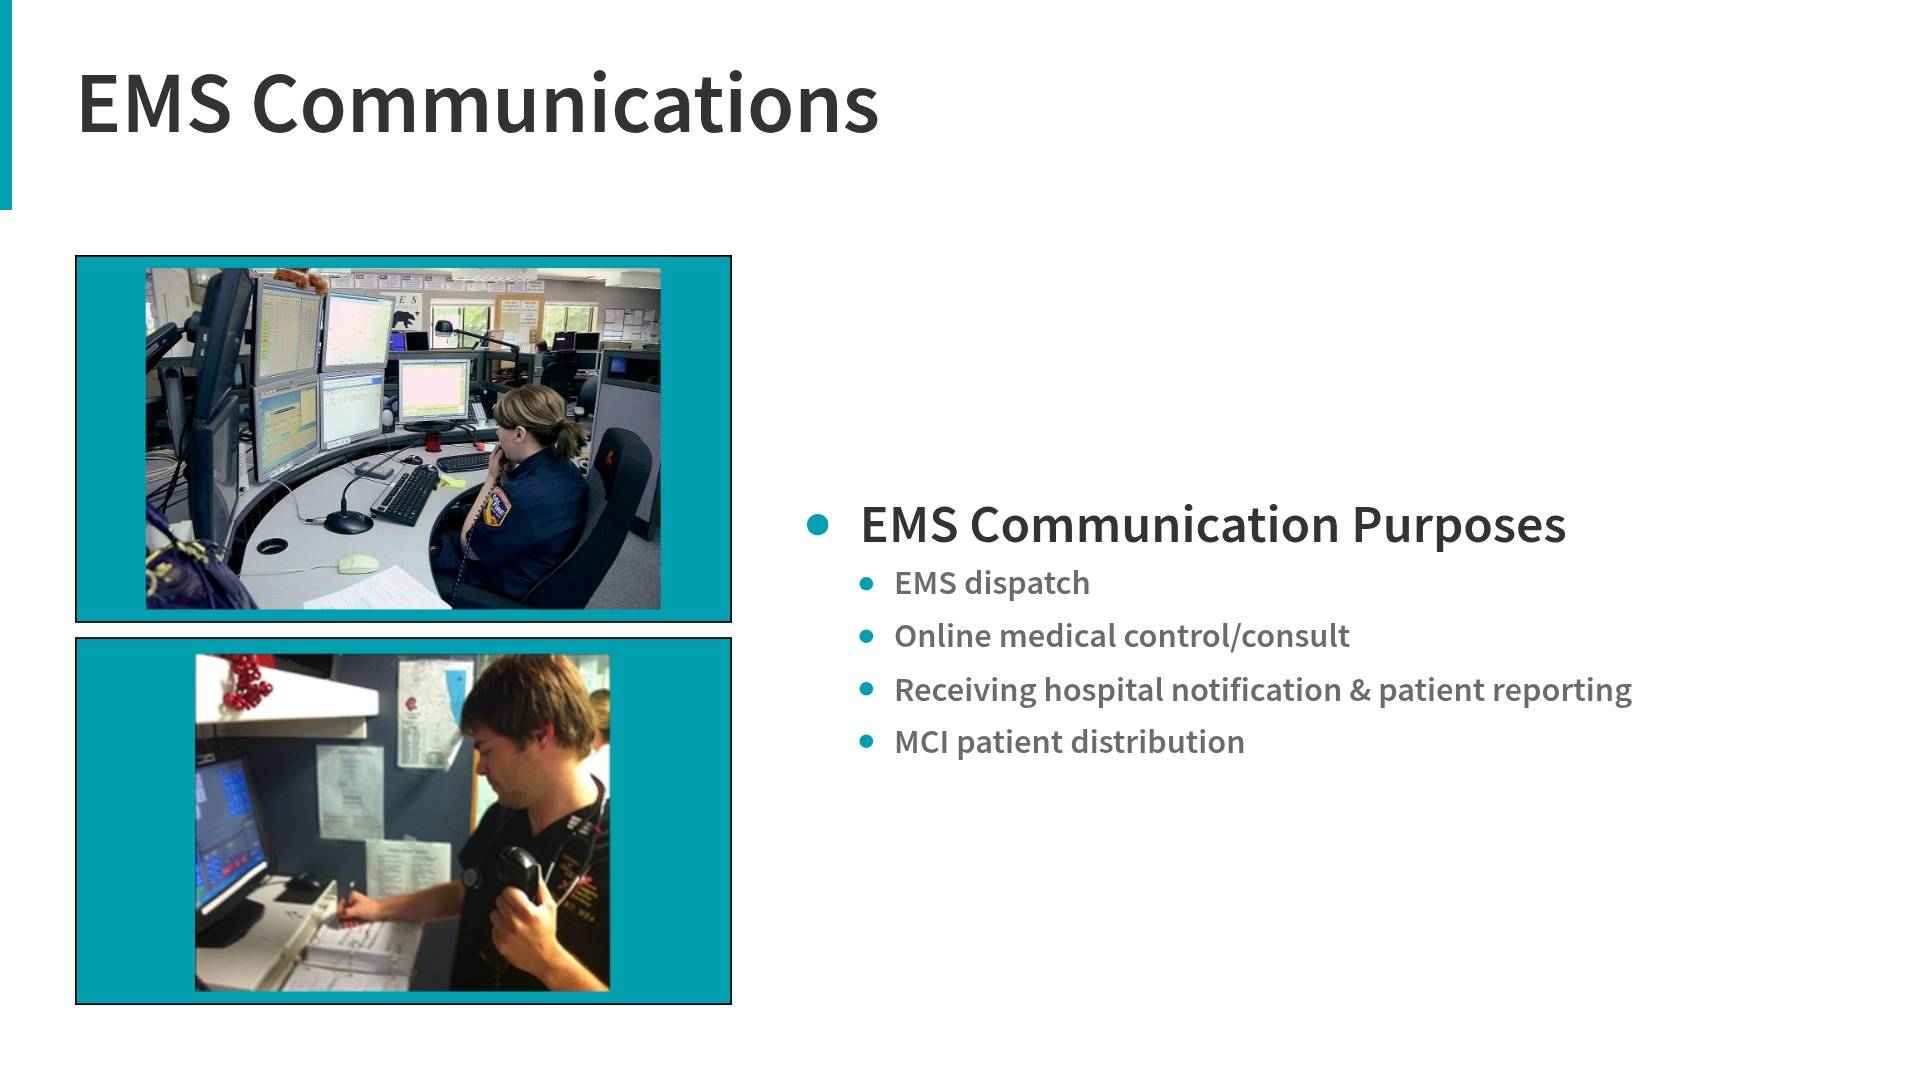 EMS Communications
EMS Communication Purposes
EMS dispatch
Online medical control/consult
Receiving hospital notification & patient reporting
MCI patient distribution